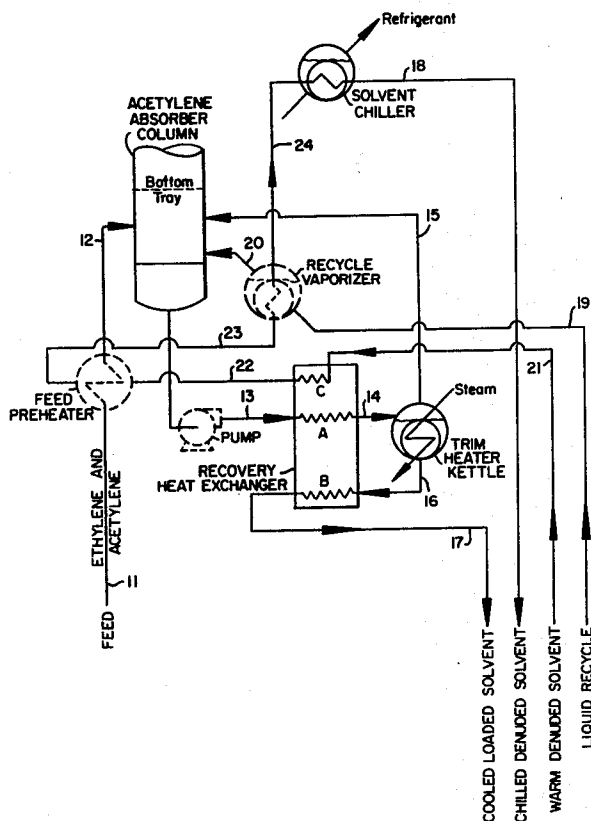 Refrigerant
18
SOLVENT
CHILLER
ACETYLENE
ABSORBER
COLUMN
24
Bottom
Tray
12
15
20
RECYCLE
VAPORIZER
19
23
22
21
FEED
PREHEATER
C
Steam
13
14
A
PUMP
TRIM
HEATER
KETTLE
RECOVERY
HEAT EXCHANGER
B
16
17
ETHYLENE AND
ACETYLENE
11
FEED
COOLED LOADED SOLVENT
CHILLED DENUDED SOLVENT
WARM DENUDED SOLVENT
LIQUID RECYCLE